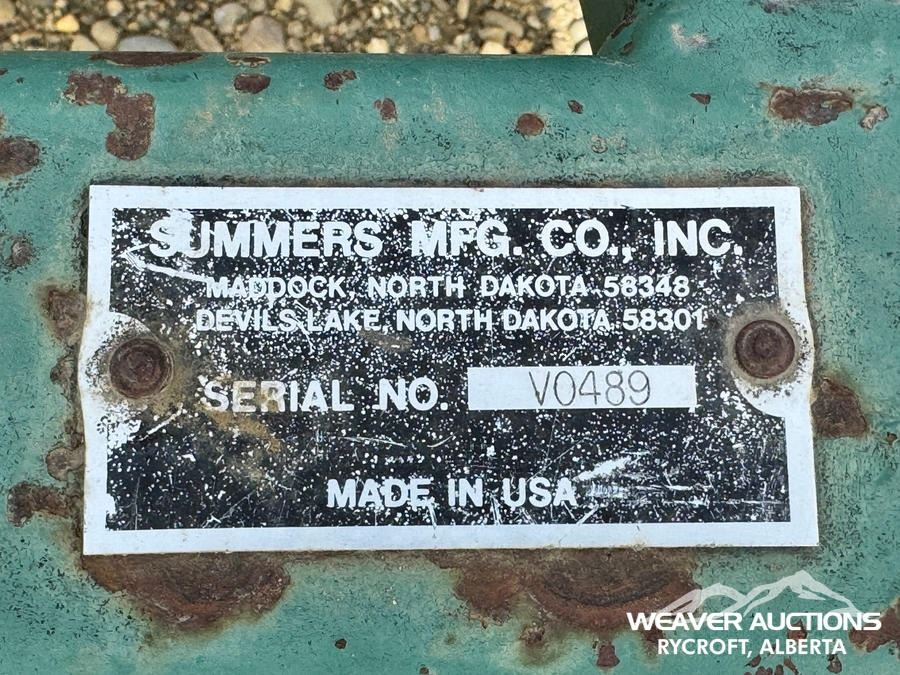 SUMMERS MFG. CO., INC.
MADDOCK, NORTH DAKOTA 58348
DEVILS LAKE, NORTH DAKOTA 58301
SERIAL NO. V0489
MADE IN USA
WEAVER AUCTIONS
RYCROFT, ALBERTA